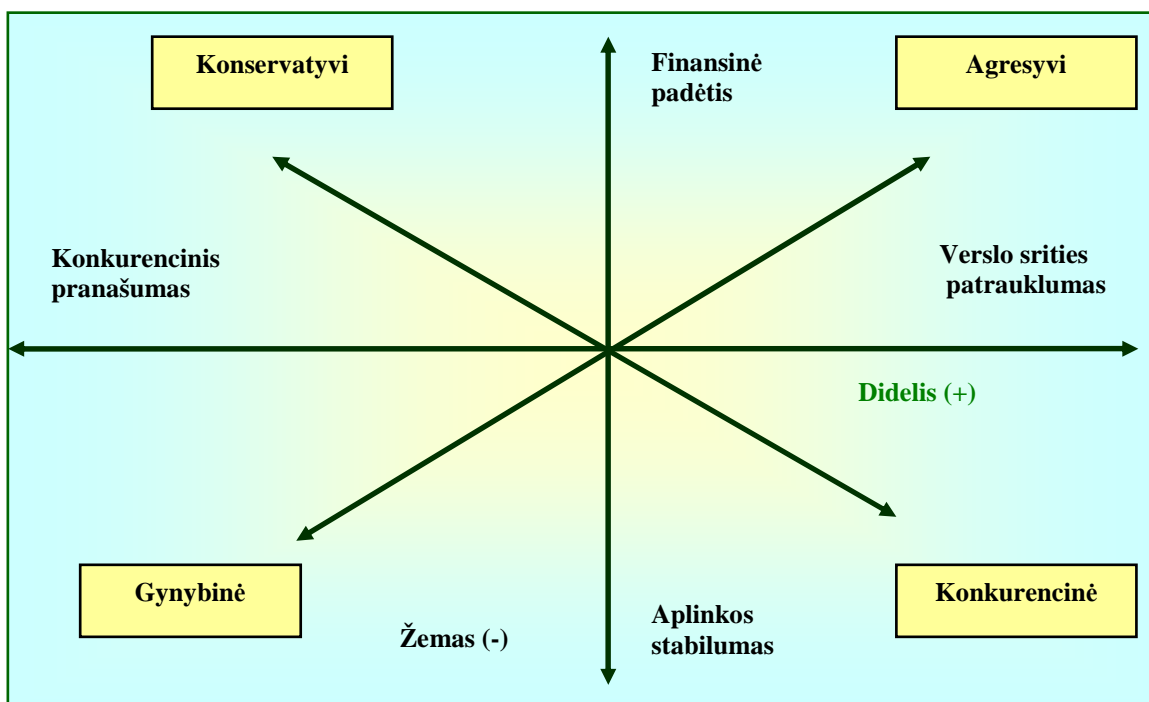 Konservatyvi
Finansinė
padėtis
Agresyvi
Konkurencinis
pranašumas
Verslo srities
patrauklumas
Didelis (+)
Gynybinė
Žemas (-)
Aplinkos
stabilumas
Konkurencinė